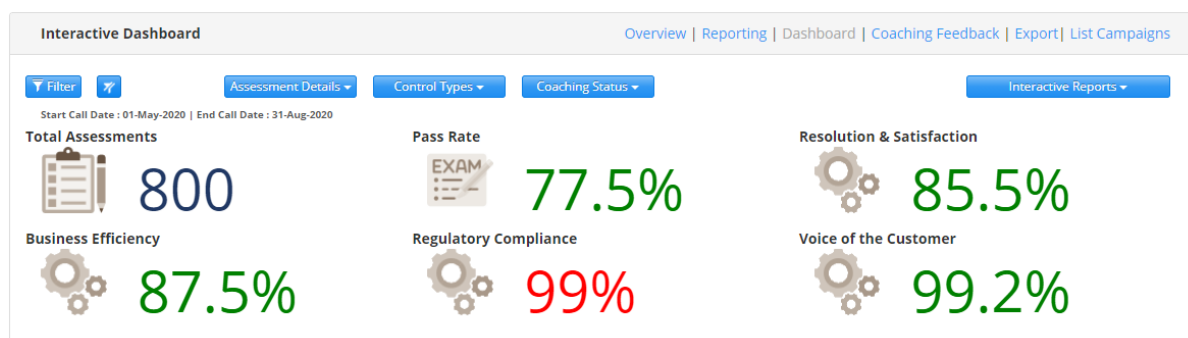 Interactive Dashboard Overview | Reporting | Dashboard | Coaching Feedback | Export| List Campaigns
Filter Assessment Details Control Types Coaching Status Interactive Reports
Start Call Date : 01-May-2020 | End Call Date : 31-Aug-2020
Total Assessments Pass Rate Resolution & Satisfaction
800 EXAM 77.5% 85.5%
Business Efficiency Regulatory Compliance Voice of the Customer
87.5% 99% 99.2%